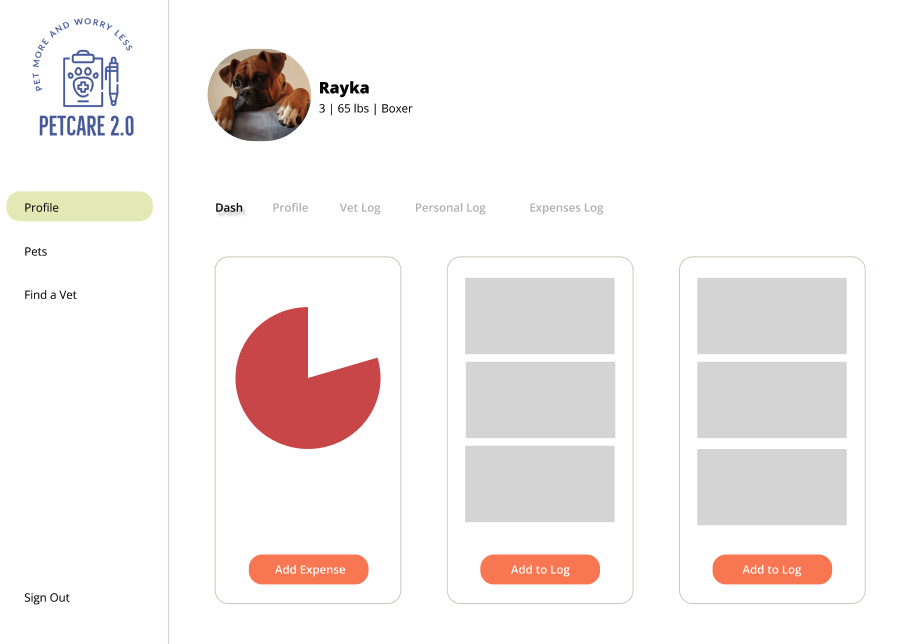 PET MORE AND WORRY LESS
PETCARE 2.0
Rayka
3 | 65 lbs | Boxer
Profile
Pets
Find a Vet
Sign Out
Dash
Profile
Vet Log
Personal Log
Expenses Log
Add Expense
Add to Log
Add to Log